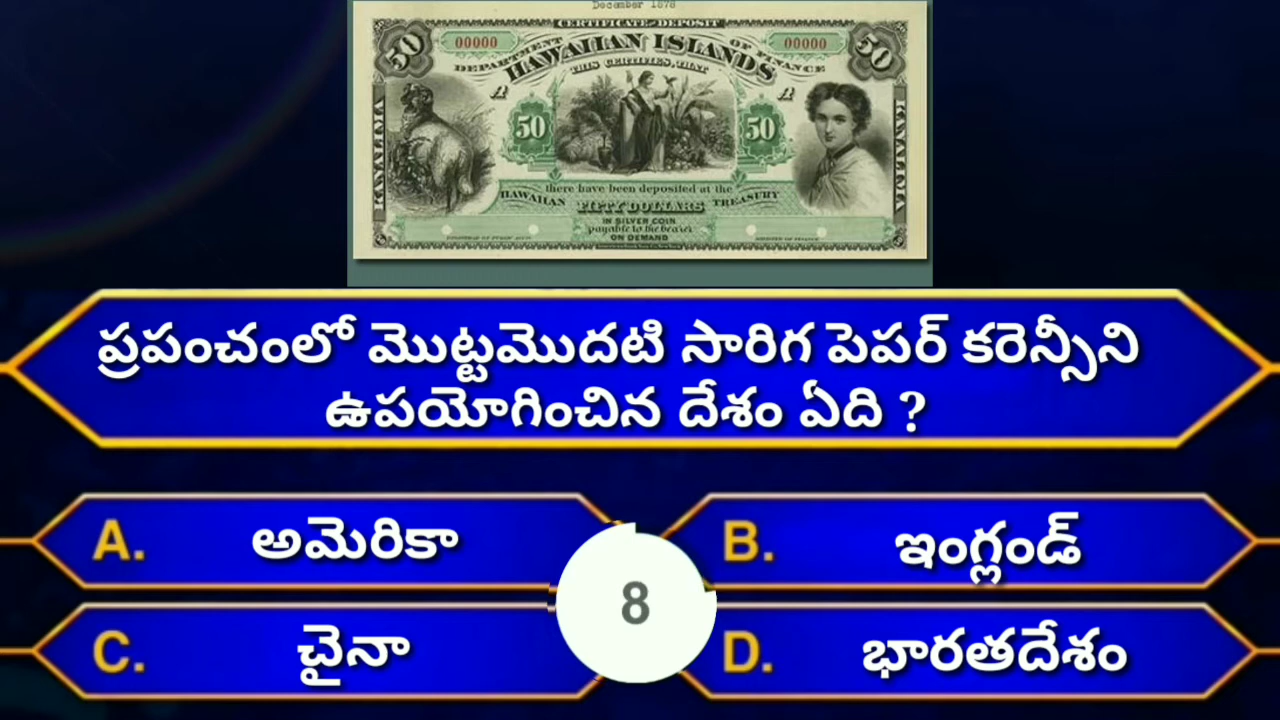 December 1878
CERTIFICATE OF DEPOSIT
50 00000 00000 50
DEPARTMENT OF FINANCE
HAWAIIAN ISLANDS
THIS CERTIFIES, THAT
50 50
there have been deposited at the
HAWAIIAN FIFTY DOLLARS TREASURY
IN SILVER COIN
payable to the bearer
ON DEMAND
ప్రపంచంలో మొట్టమొదటి సారిగ పెపర్ కరెన్సీని
ఉపయోగించిన దేశం ఏది ?
A. అమెరికా
B. ఇంగ్లండ్
8
C. చైనా
D. భారతదేశం